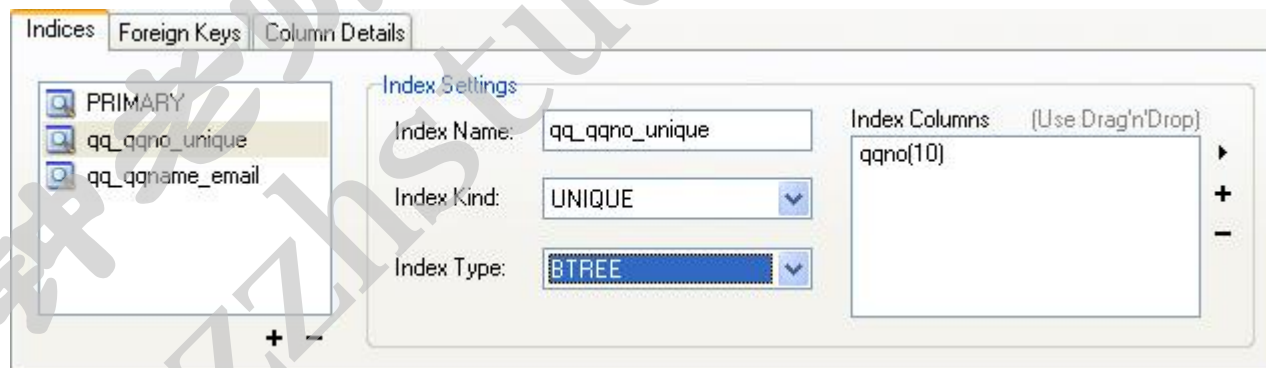 Indices Foreign Keys Column Details
PRIMARY
qq_qqno_unique
qq_qqname_email
Index Settings
Index Name: qq_qqno_unique
Index Kind: UNIQUE
Index Type: BTREE
Index Columns (Use Drag'n'Drop)
qqno(10)